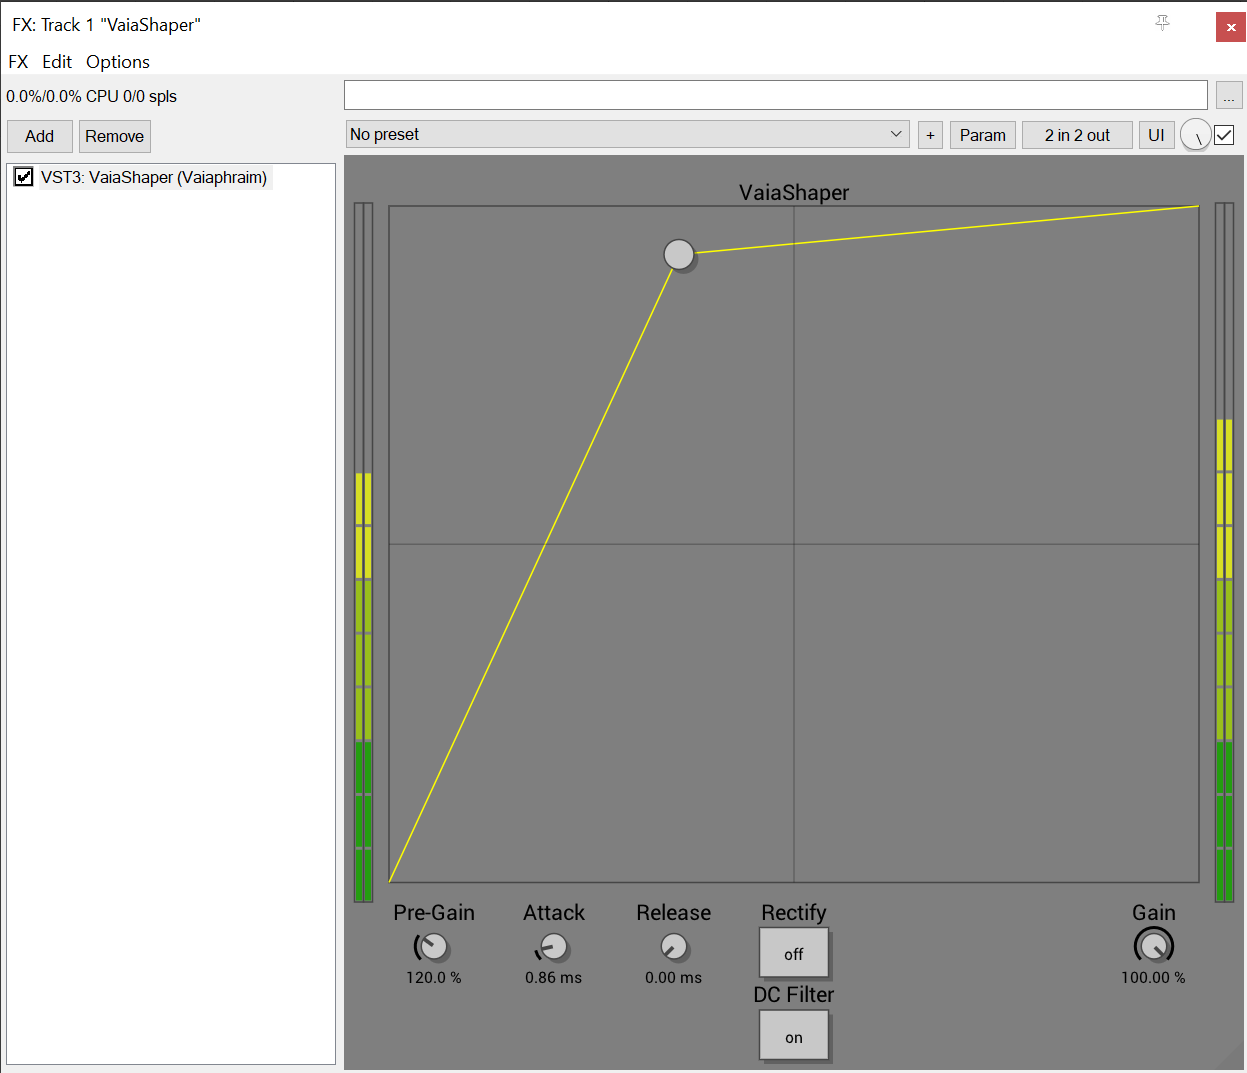 FX: Track 1 "VaiaShaper"
FX Edit Options
0.0%/0.0% CPU 0/0 spls
...
Add Remove
No preset
+ Param 2 in 2 out UI
VST3: VaiaShaper (Vaiaphraim)
VaiaShaper
Pre-Gain Attack Release Rectify Gain
off
120.0 % 0.86 ms 0.00 ms 100.00 %
DC Filter
on